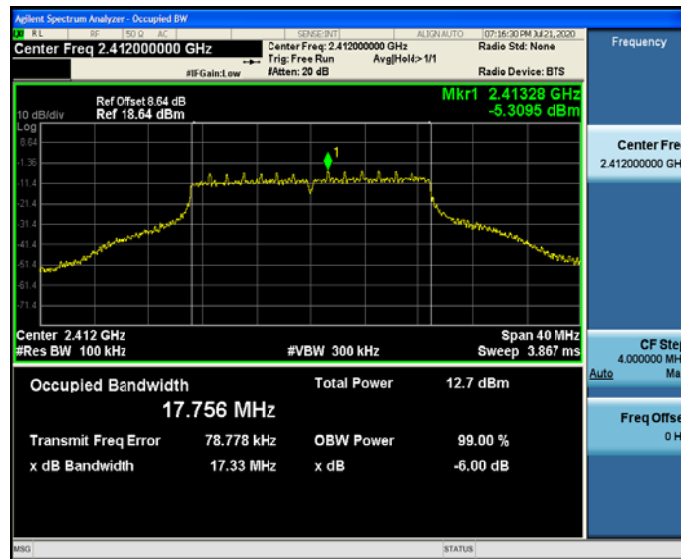 Agilent Spectrum Analyzer - Occupied BW
RL RF 50 Ω AC SENSE:INT ALIGN AUTO 07:16:30 PM Jul 21, 2020
Center Freq 2.412000000 GHz
Center Freq: 2.412000000 GHz
Radio Std: None
Trig: Free Run Avg|Hold:> 1/1
#IFGain:Low #Atten: 20 dB Radio Device: BTS
Ref Offset 8.64 dB
10 dB/div Ref 18.64 dBm
Mkr1 2.41328 GHz
-5.3095 dBm
Log
8.64
-1.36
-11.4
-21.4
-31.4
-41.4
-51.4
-61.4
-71.4
1
Center 2.412 GHz Span 40 MHz
#Res BW 100 kHz #VBW 300 kHz Sweep 3.867 ms
Occupied Bandwidth Total Power 12.7 dBm
17.756 MHz
Transmit Freq Error 78.778 kHz OBW Power 99.00 %
x dB Bandwidth 17.33 MHz x dB -6.00 dB
MSG STATUS
Frequency
Center Fre
2.412000000 GH
CF Ste
4.000000 MH
Auto Ma
Freq Offse
0 H